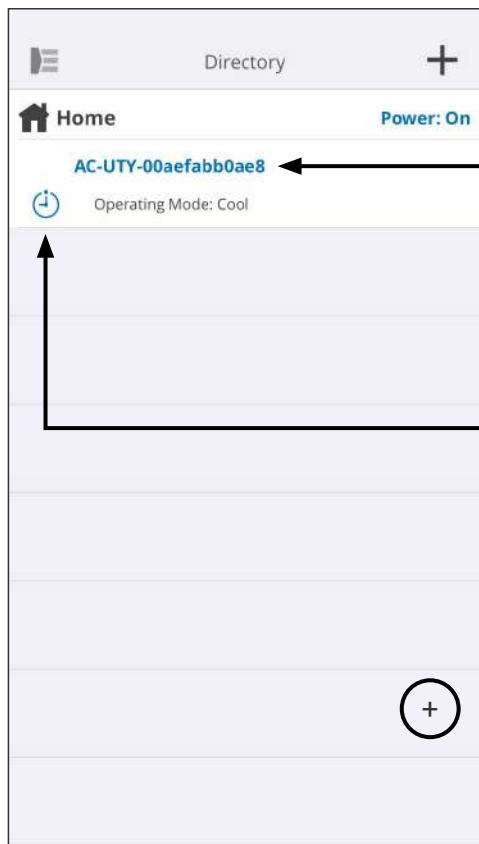 Directory +
Home Power: On
AC-UTY-00aefabb0ae8
Operating Mode: Cool
+